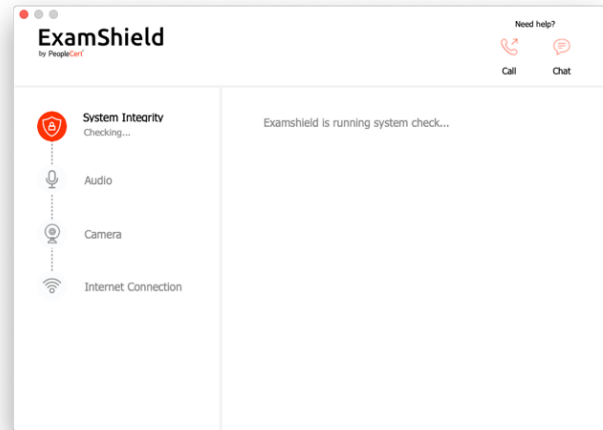 Need help?
ExamShield
by PeopleCert
Call
Chat
System Integrity
Checking...
Examshield is running system check...
Audio
Camera
Internet Connection